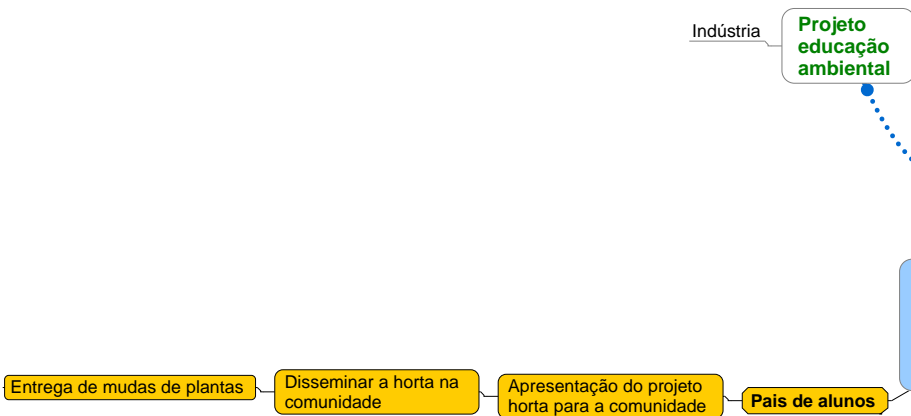 Indústria
Projeto
educação
ambiental
Entrega de mudas de plantas
Disseminar a horta na
comunidade
Apresentação do projeto
horta para a comunidade
Pais de alunos